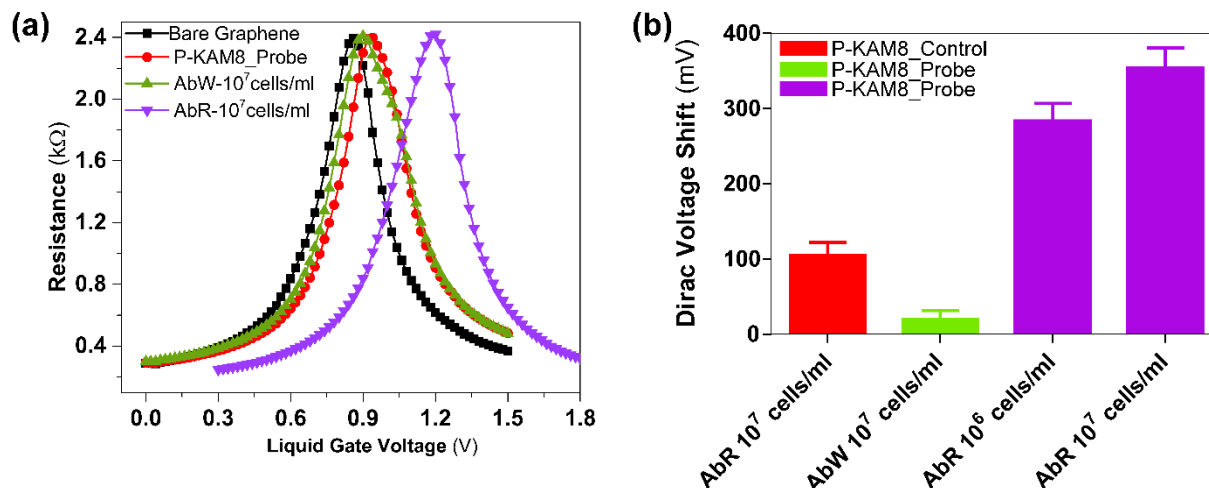 (a)
Bare Graphene
P-KAM8_Probe
AbW-10⁷cells/ml
AbR-10⁷cells/ml
2.4
2.0
1.6
1.2
0.8
0.4
Resistance (kΩ)
0.0 0.3 0.6 0.9 1.2 1.5 1.8
Liquid Gate Voltage (V)
(b)
P-KAM8_Control
P-KAM8_Probe
P-KAM8_Probe
400
300
200
100
0
Dirac Voltage Shift (mV)
AbR 10⁷ cells/ml
AbW 10⁷ cells/ml
AbR 10⁶ cells/ml
AbR 10⁷ cells/ml